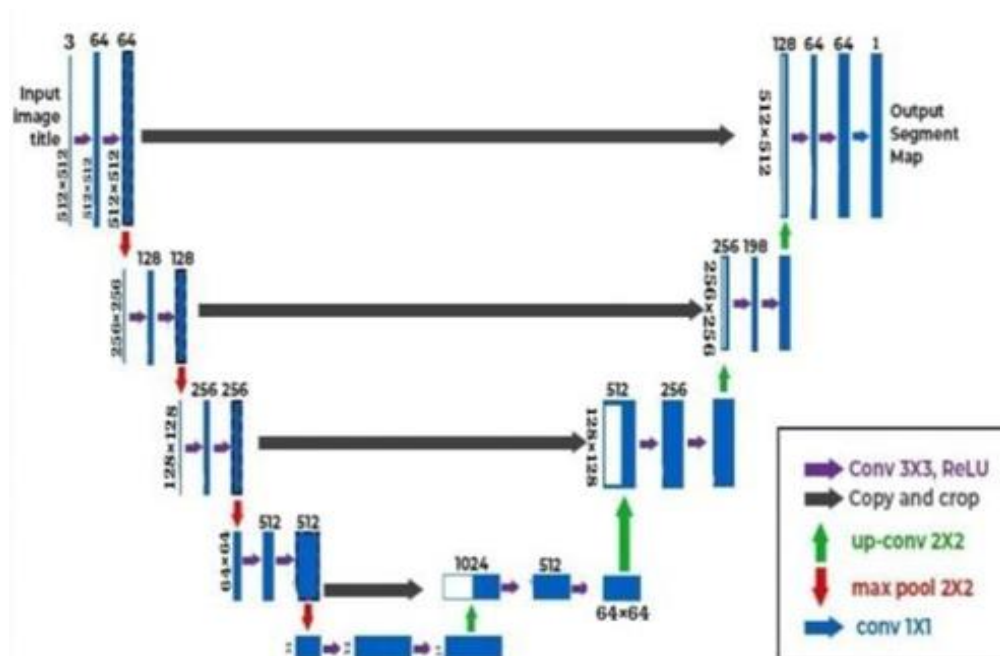 3 64 64
Input
image
title
512×512
512×512
512×512
128 64 64 1
512×512
Output
Segment
Map
128 128
256×256
256 198
256×256
256 256
128×128
512 256
128×128
512 512
64×64
1024 512
64×64
Conv 3X3, ReLU
Copy and crop
up-conv 2X2
max pool 2X2
conv 1X1